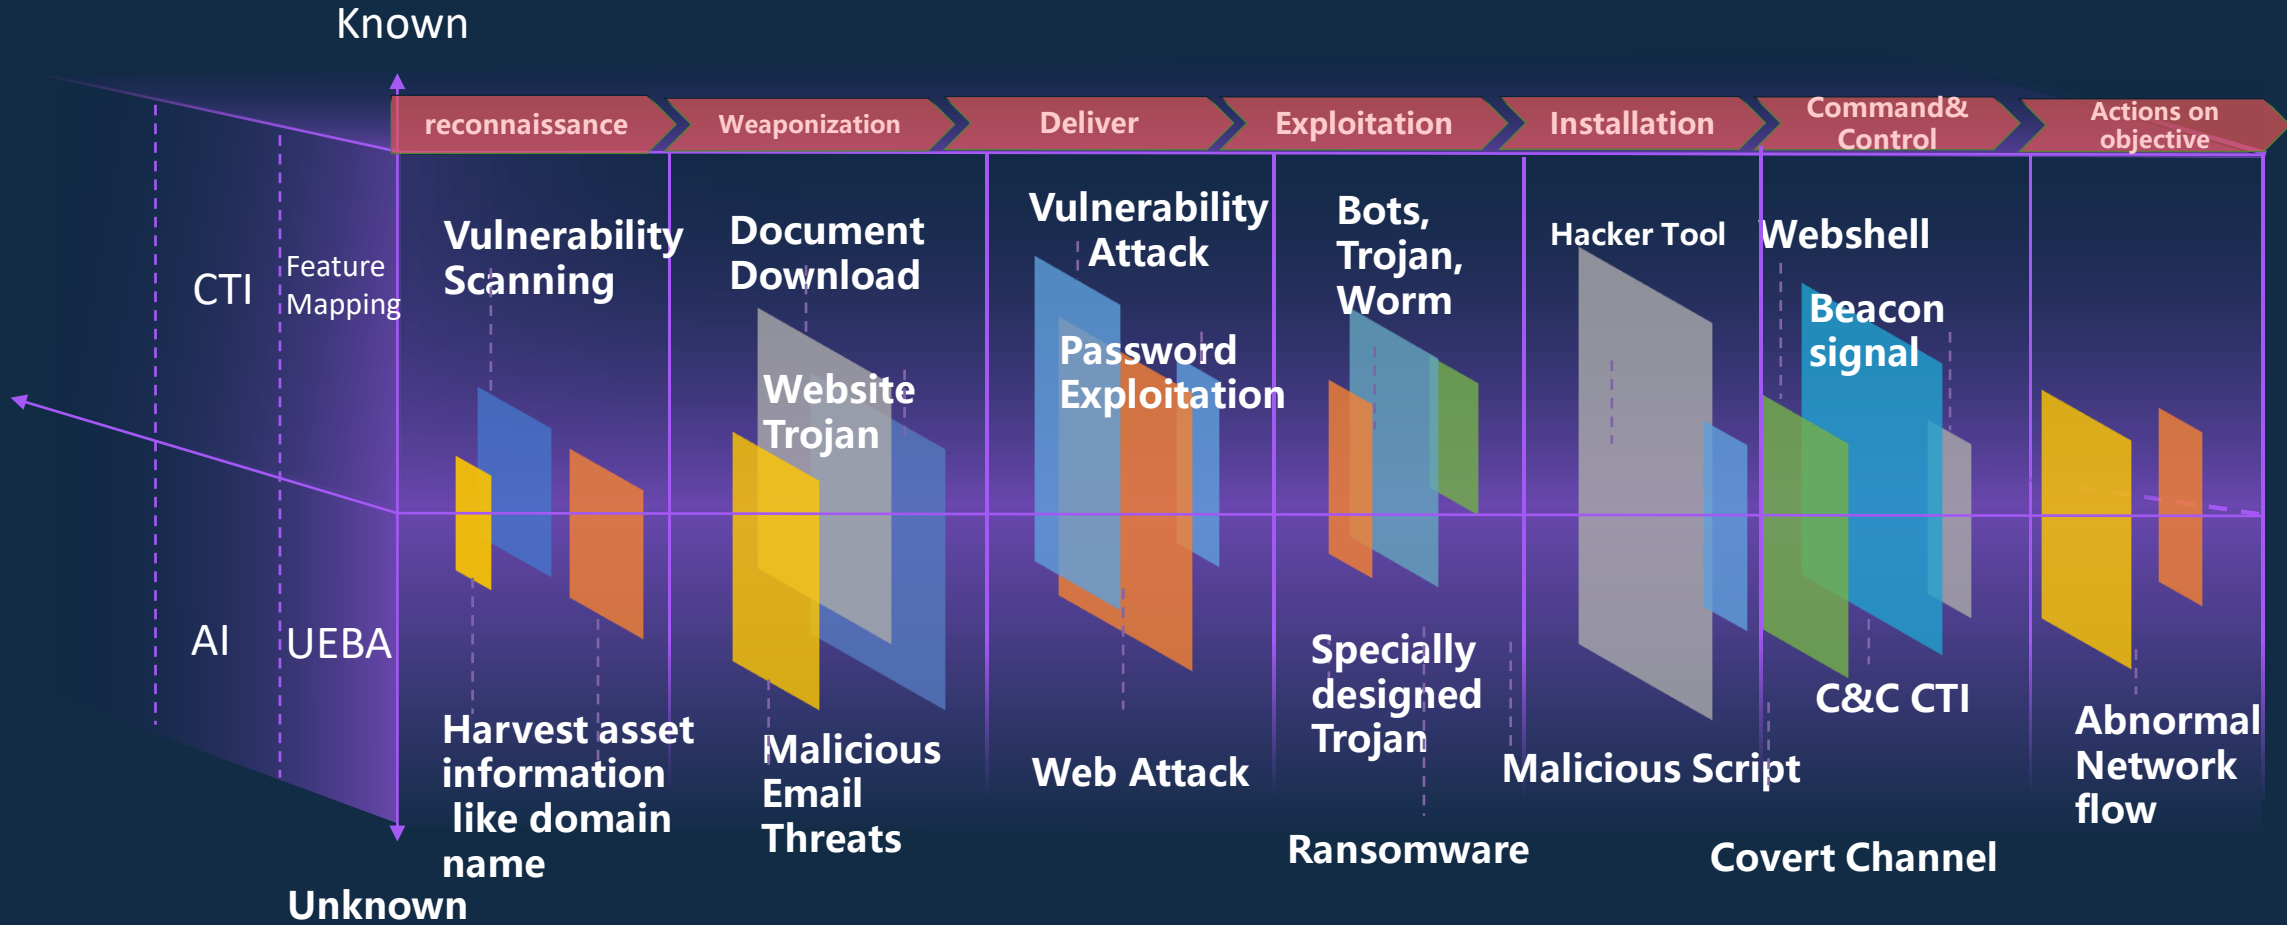 Known
reconnaissance
Weaponization
Deliver
Exploitation
Installation
Command&
Control
Actions on
objective
CTI
Feature
Mapping
AI
UEBA
Vulnerability
Scanning
Harvest asset
information
like domain
name
Document
Download
Website
Trojan
Malicious
Email
Threats
Vulnerability
Attack
Password
Exploitation
Web Attack
Bots,
Trojan,
Worm
Specially
designed
Trojan
Ransomware
Hacker Tool
Malicious Script
Webshell
Beacon
signal
C&C CTI
Covert Channel
Abnormal
Network
flow
Unknown